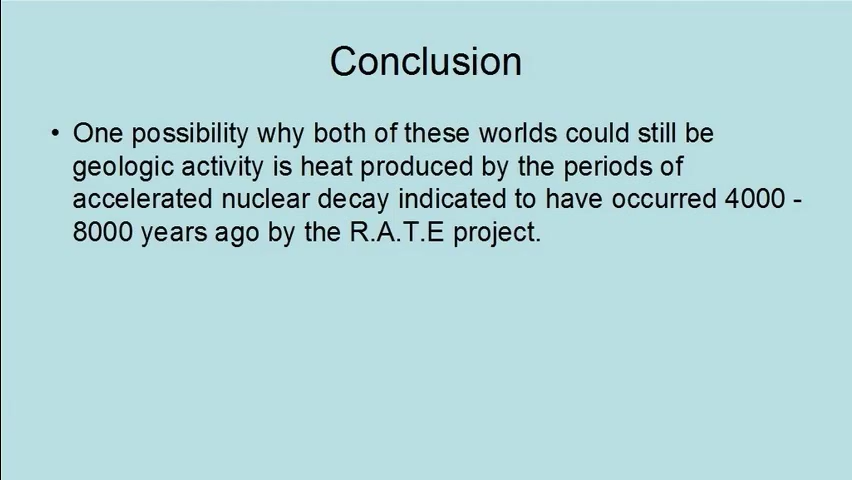 Conclusion
• One possibility why both of these worlds could still be
geologic activity is heat produced by the periods of
accelerated nuclear decay indicated to have occurred 4000 -
8000 years ago by the R.A.T.E project.